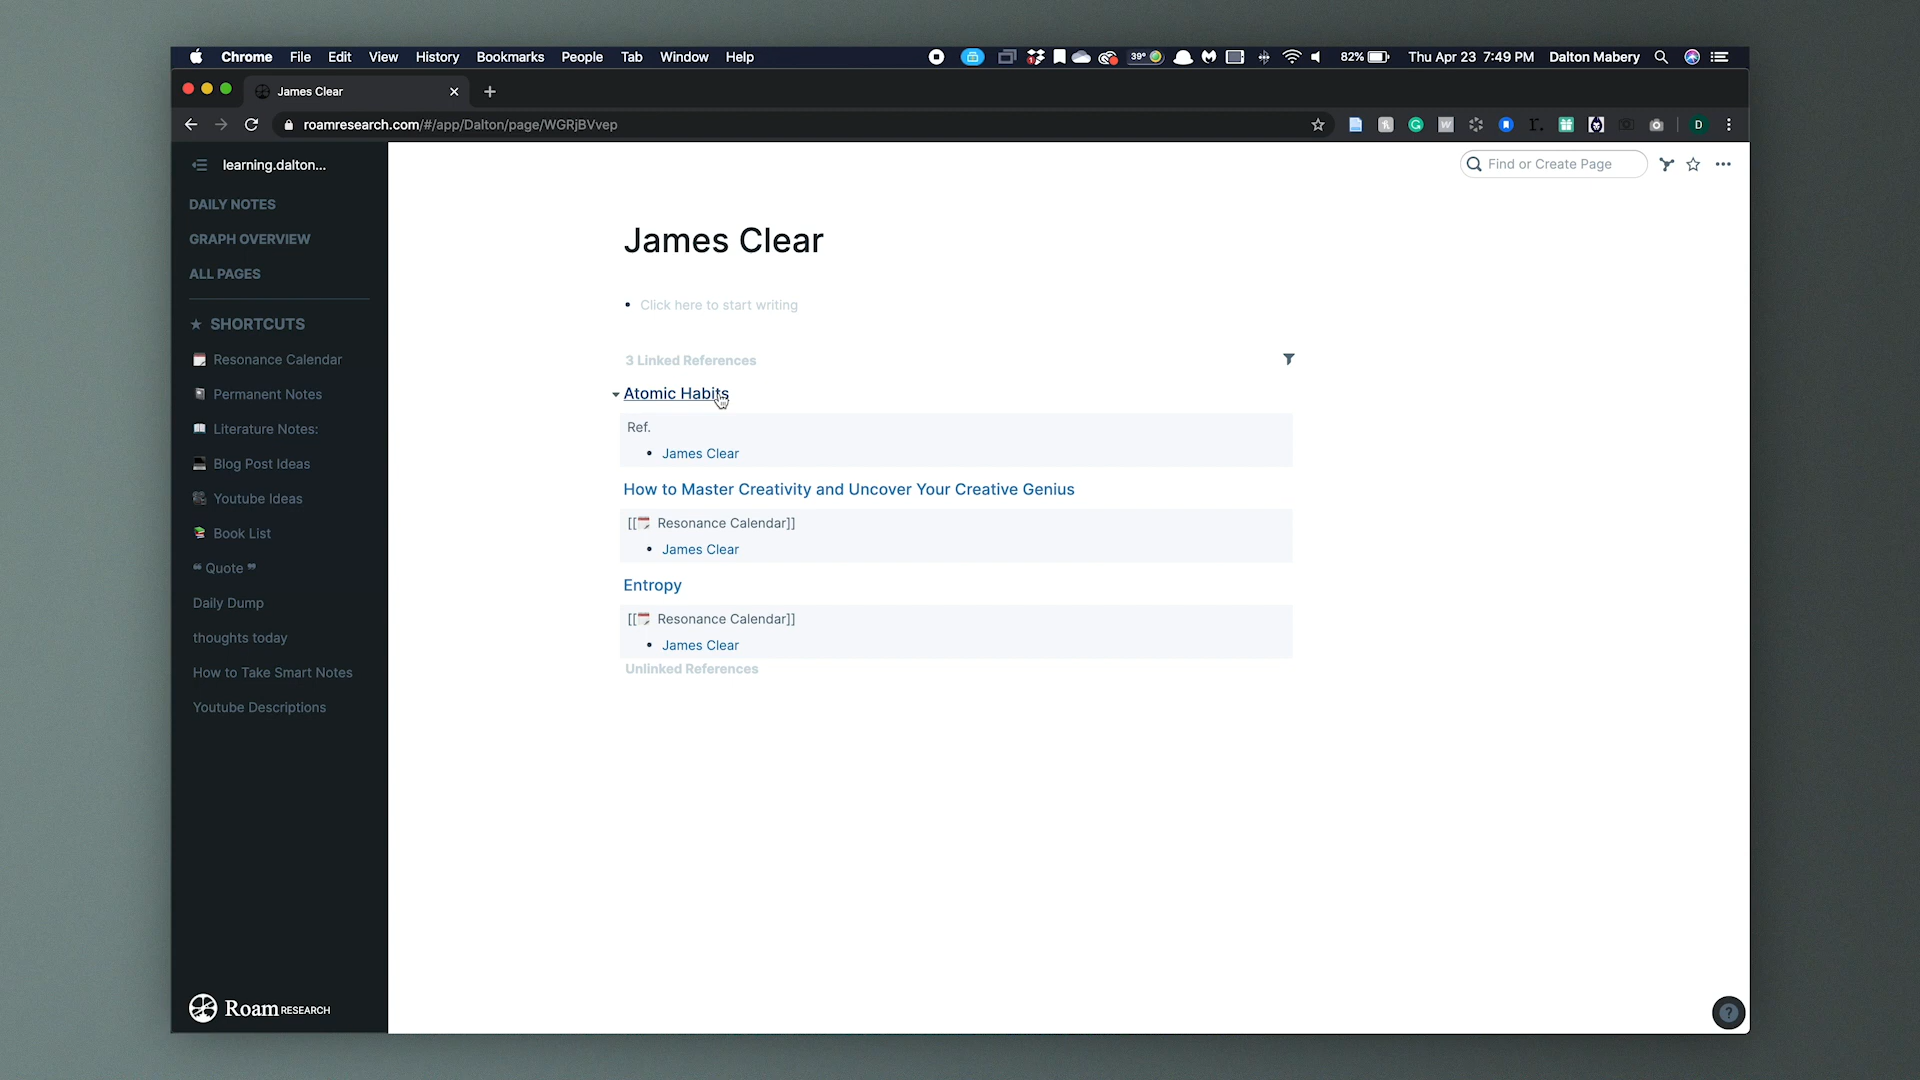 Chrome File Edit View History Bookmarks People Tab Window Help 39° 82% Thu Apr 23 7:49 PM Dalton Mabery
James Clear
roamresearch.com/#/app/Dalton/page/WGRjBVvep
D
learning.dalton...
Find or Create Page
DAILY NOTES
GRAPH OVERVIEW
ALL PAGES
SHORTCUTS
Resonance Calendar
Permanent Notes
Literature Notes:
Blog Post Ideas
Youtube Ideas
Book List
❝ Quote ❞
Daily Dump
thoughts today
How to Take Smart Notes
Youtube Descriptions
Roam RESEARCH
James Clear
Click here to start writing
3 Linked References
Atomic Habits
Ref.
James Clear
How to Master Creativity and Uncover Your Creative Genius
[[🗓 Resonance Calendar]]
James Clear
Entropy
[[🗓 Resonance Calendar]]
James Clear
Unlinked References
?